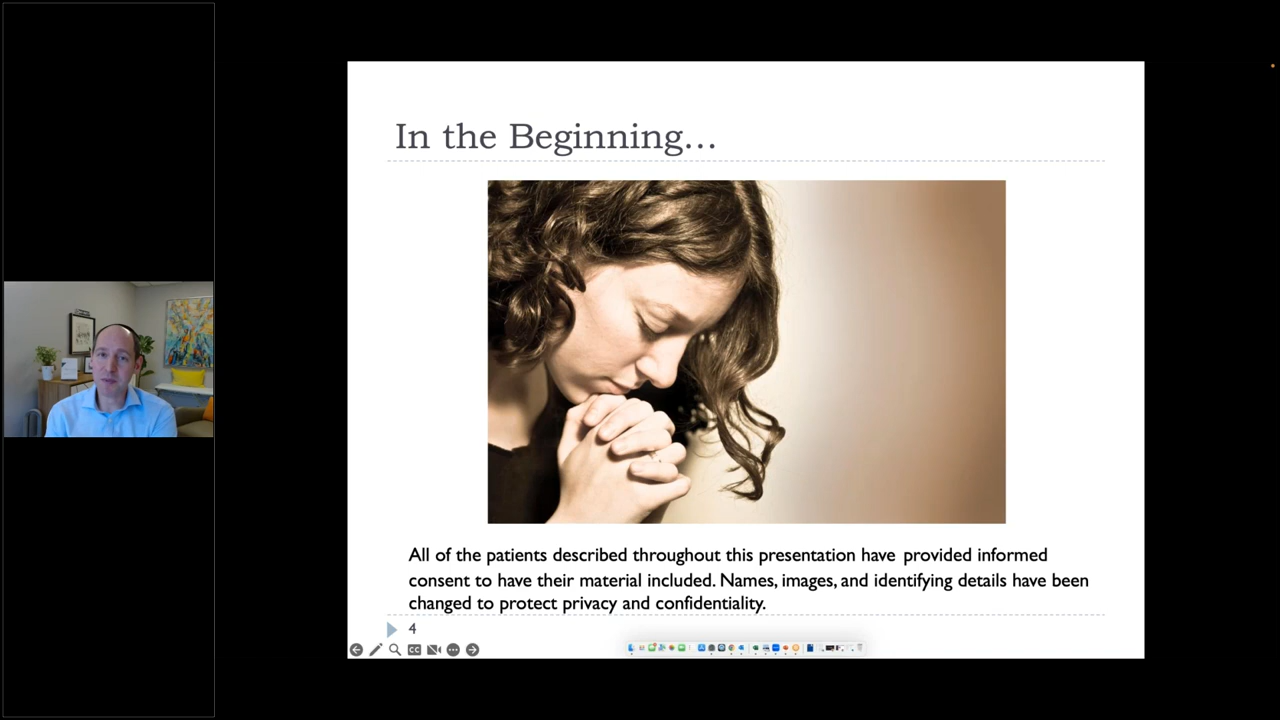 In the Beginning...
All of the patients described throughout this presentation have provided informed
consent to have their material included. Names, images, and identifying details have been
changed to protect privacy and confidentiality.
4
CC